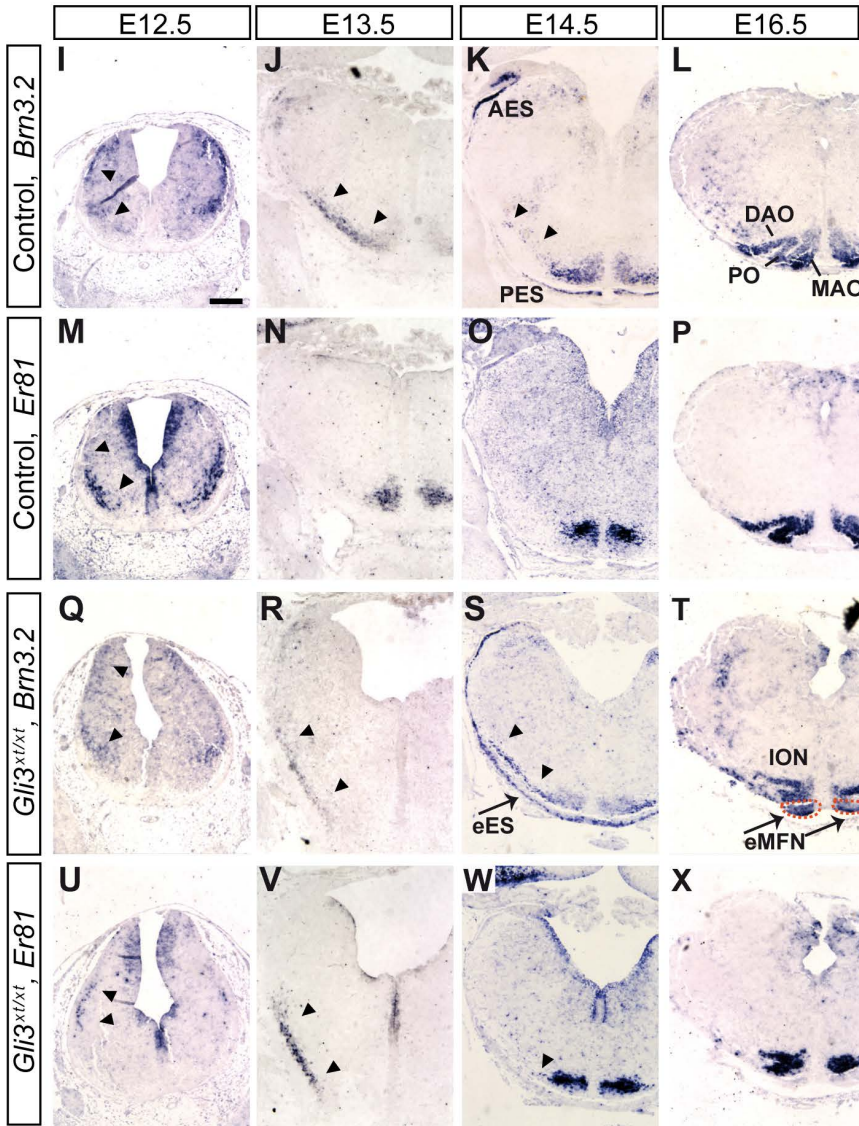 E12.5 E13.5 E14.5 E16.5
Control, Brn3.2
I J K L
AES
DAO
PO
MAO
PES
Control, Er81
M N O P
Gli3xt/xt, Brn3.2
Q R S T
ION
eES
eMFN
Gli3xt/xt, Er81
U V W X